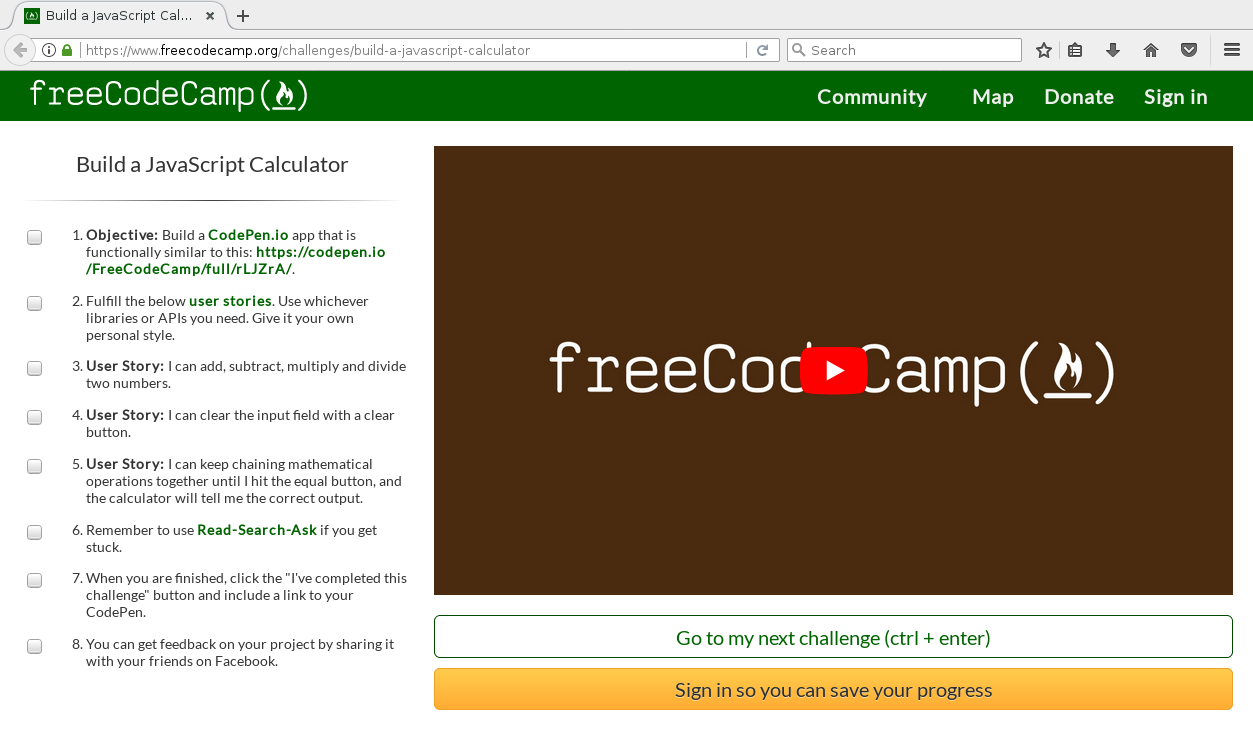 Build a JavaScript Cal...
https://www.freecodecamp.org/challenges/build-a-javascript-calculator
Search
freeCodeCamp
Community
Map
Donate
Sign in
Build a JavaScript Calculator
1. Objective: Build a CodePen.io app that is
functionally similar to this: https://codepen.io
/FreeCodeCamp/full/rLJZrA/.
2. Fulfill the below user stories. Use whichever
libraries or APIs you need. Give it your own
personal style.
3. User Story: I can add, subtract, multiply and divide
two numbers.
4. User Story: I can clear the input field with a clear
button.
5. User Story: I can keep chaining mathematical
operations together until I hit the equal button, and
the calculator will tell me the correct output.
6. Remember to use Read-Search-Ask if you get
stuck.
7. When you are finished, click the "I've completed this
challenge" button and include a link to your
CodePen.
8. You can get feedback on your project by sharing it
with your friends on Facebook.
freeCodeCamp
Go to my next challenge (ctrl + enter)
Sign in so you can save your progress